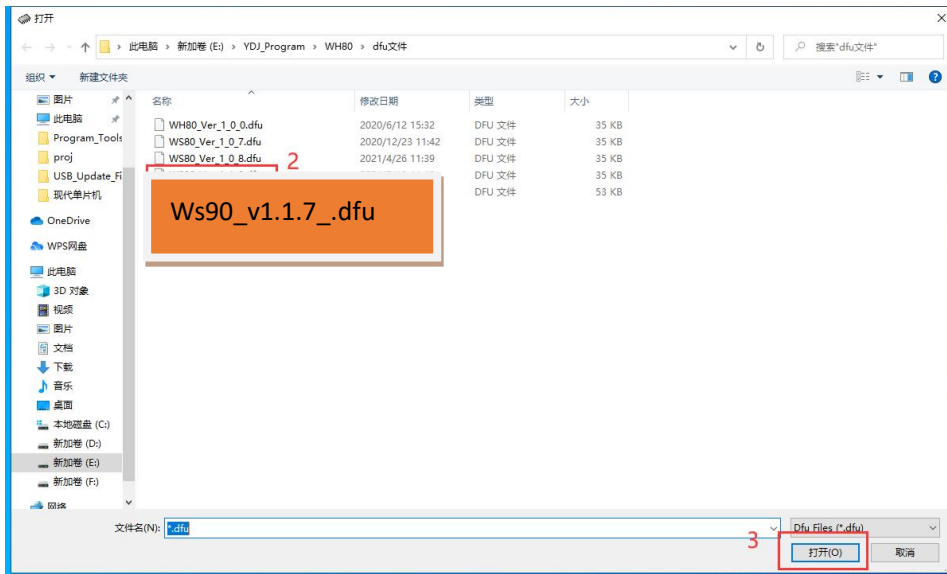 打开
此电脑 › 新加卷 (E:) › YDJ_Program › WH80 › dfu文件
搜索"dfu文件"
组织
新建文件夹
图片
此电脑
Program_Tools
proj
USB_Update_Fi
现代单片机
OneDrive
WPS网盘
此电脑
3D 对象
视频
图片
文档
下载
音乐
桌面
本地磁盘 (C:)
新加卷 (D:)
新加卷 (E:)
新加卷 (F:)
网络
名称 修改日期 类型 大小
WH80_Ver_1_0_0.dfu 2020/6/12 15:32 DFU 文件 35 KB
WS80_Ver_1_0_7.dfu 2020/12/23 11:42 DFU 文件 35 KB
WS80_Ver_1_0_8.dfu 2021/4/26 11:39 DFU 文件 35 KB
2
DFU 文件 35 KB
DFU 文件 53 KB
Ws90_v1.1.7_.dfu
文件名(N): *.dfu
Dfu Files (*.dfu)
3
打开(O)
取消